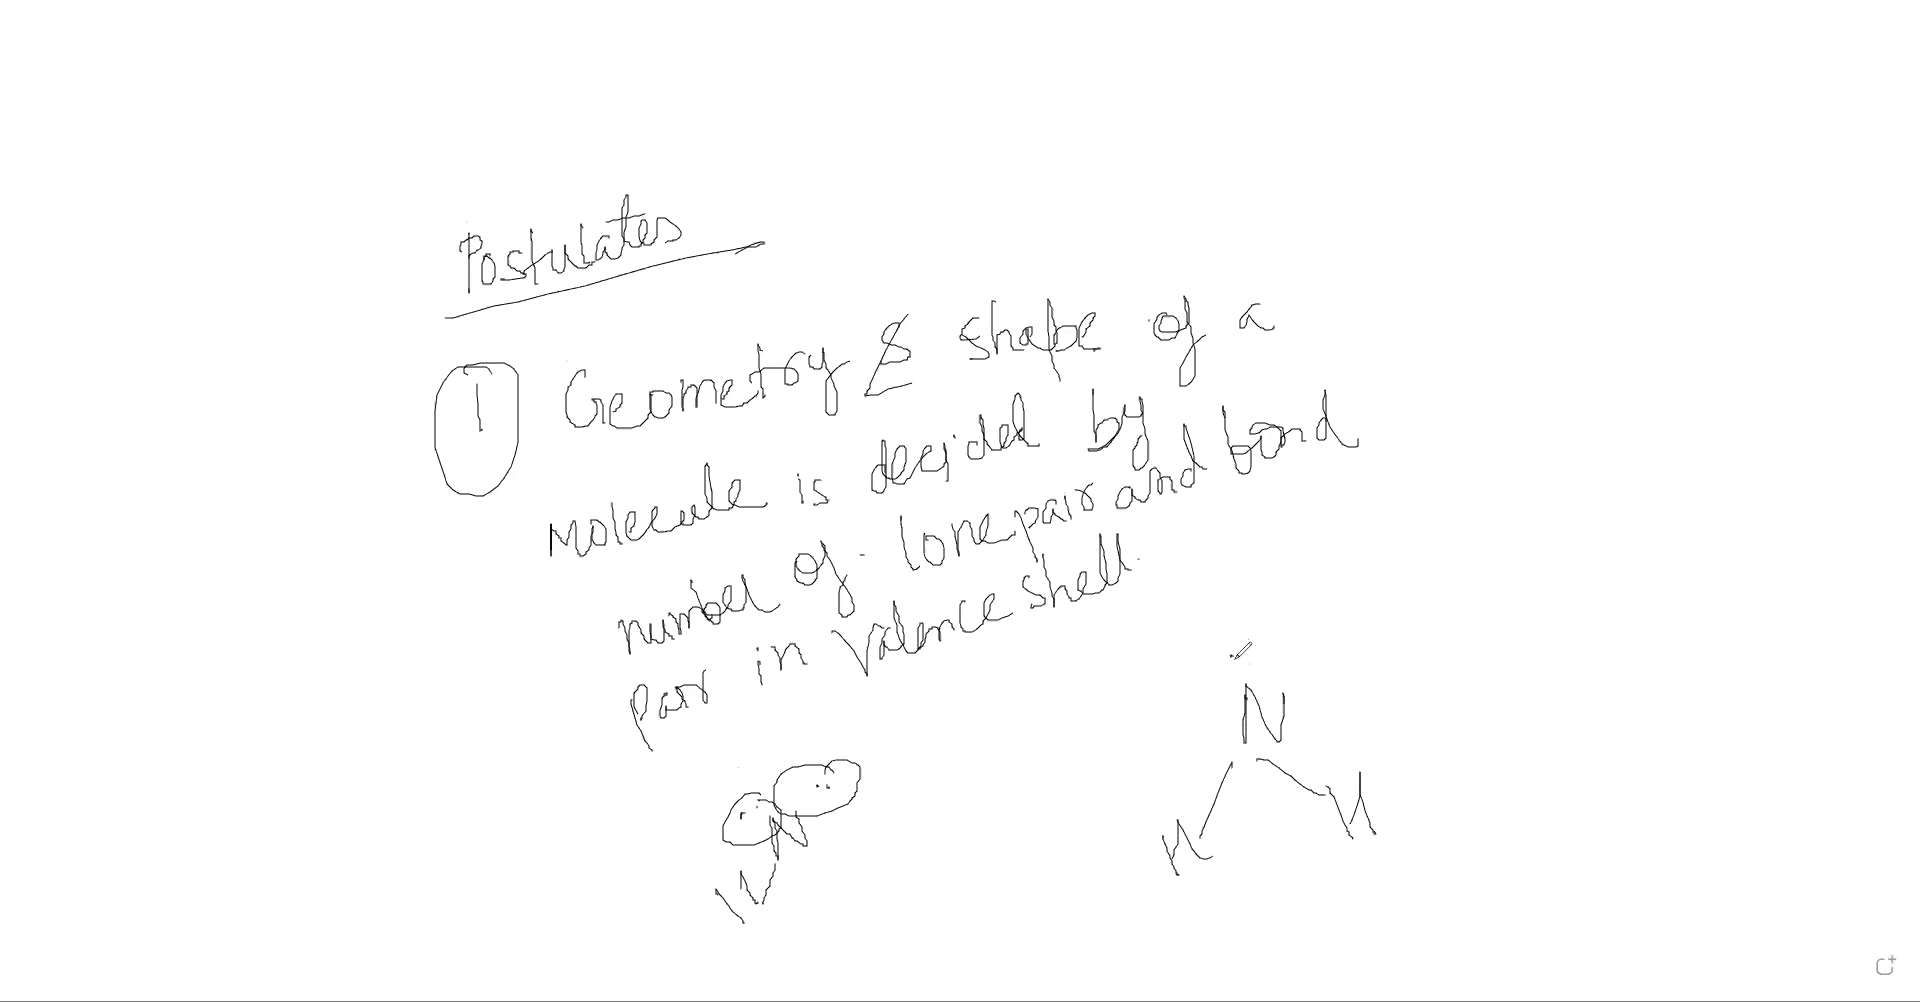 Postulates
1 Geometry & shape of a
Molecule is decided by
number of lone pair and bond
pair in Valence shell.
N
H H